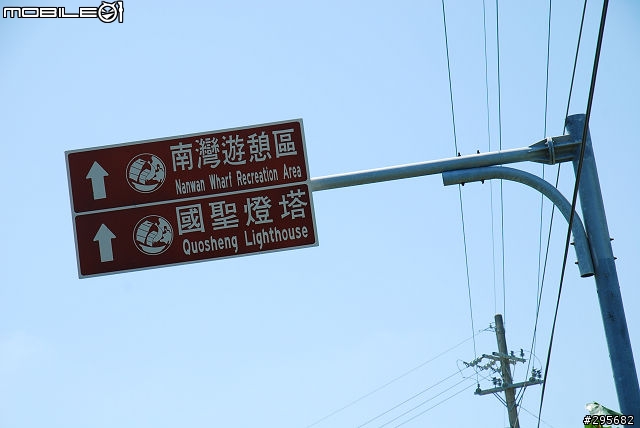 MOBILE01
南灣遊憩區
Nanwan Wharf Recreation Area
國聖燈塔
Quosheng Lighthouse
#295682